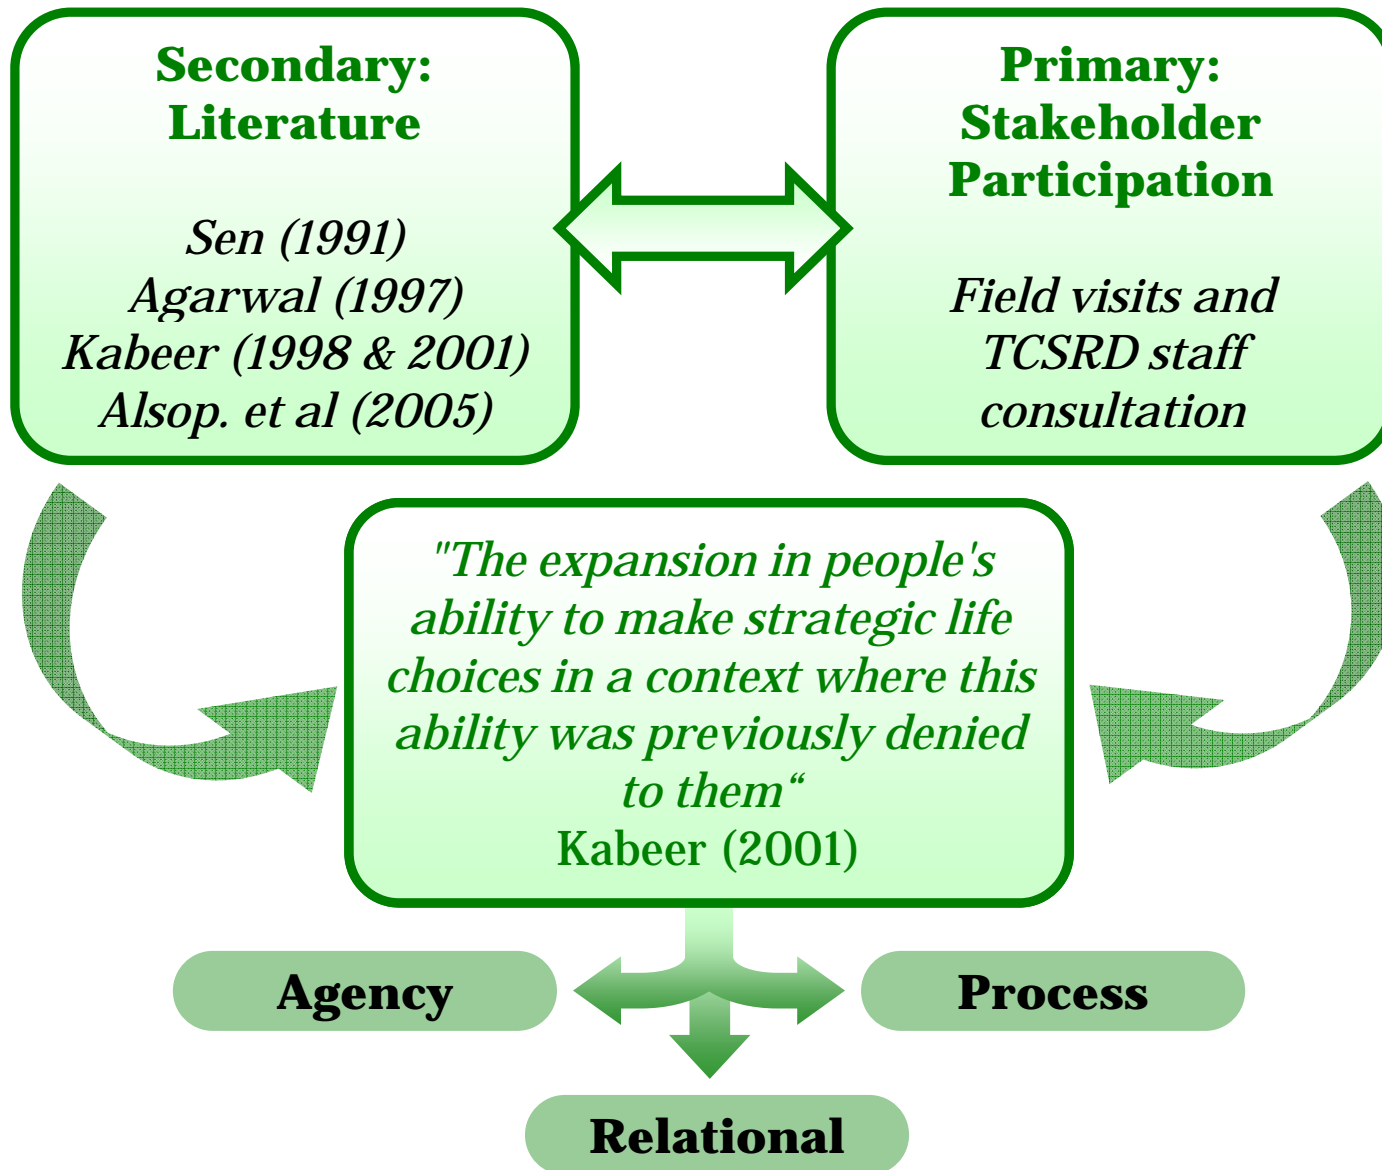 Secondary:
Literature
Sen (1991)
Agarwal (1997)
Kabeer (1998 & 2001)
Alsop. et al (2005)
Primary:
Stakeholder
Participation
Field visits and
TCSRD staff
consultation
"The expansion in people's
ability to make strategic life
choices in a context where this
ability was previously denied
to them“
Kabeer (2001)
Agency
Process
Relational